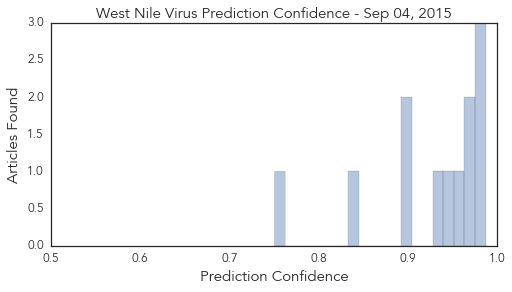 West Nile Virus Prediction Confidence - Sep 04, 2015
3.0
2.5
2.0
1.5
1.0
0.5
0.0
Articles Found
0.5 0.6 0.7 0.8 0.9 1.0
Prediction Confidence